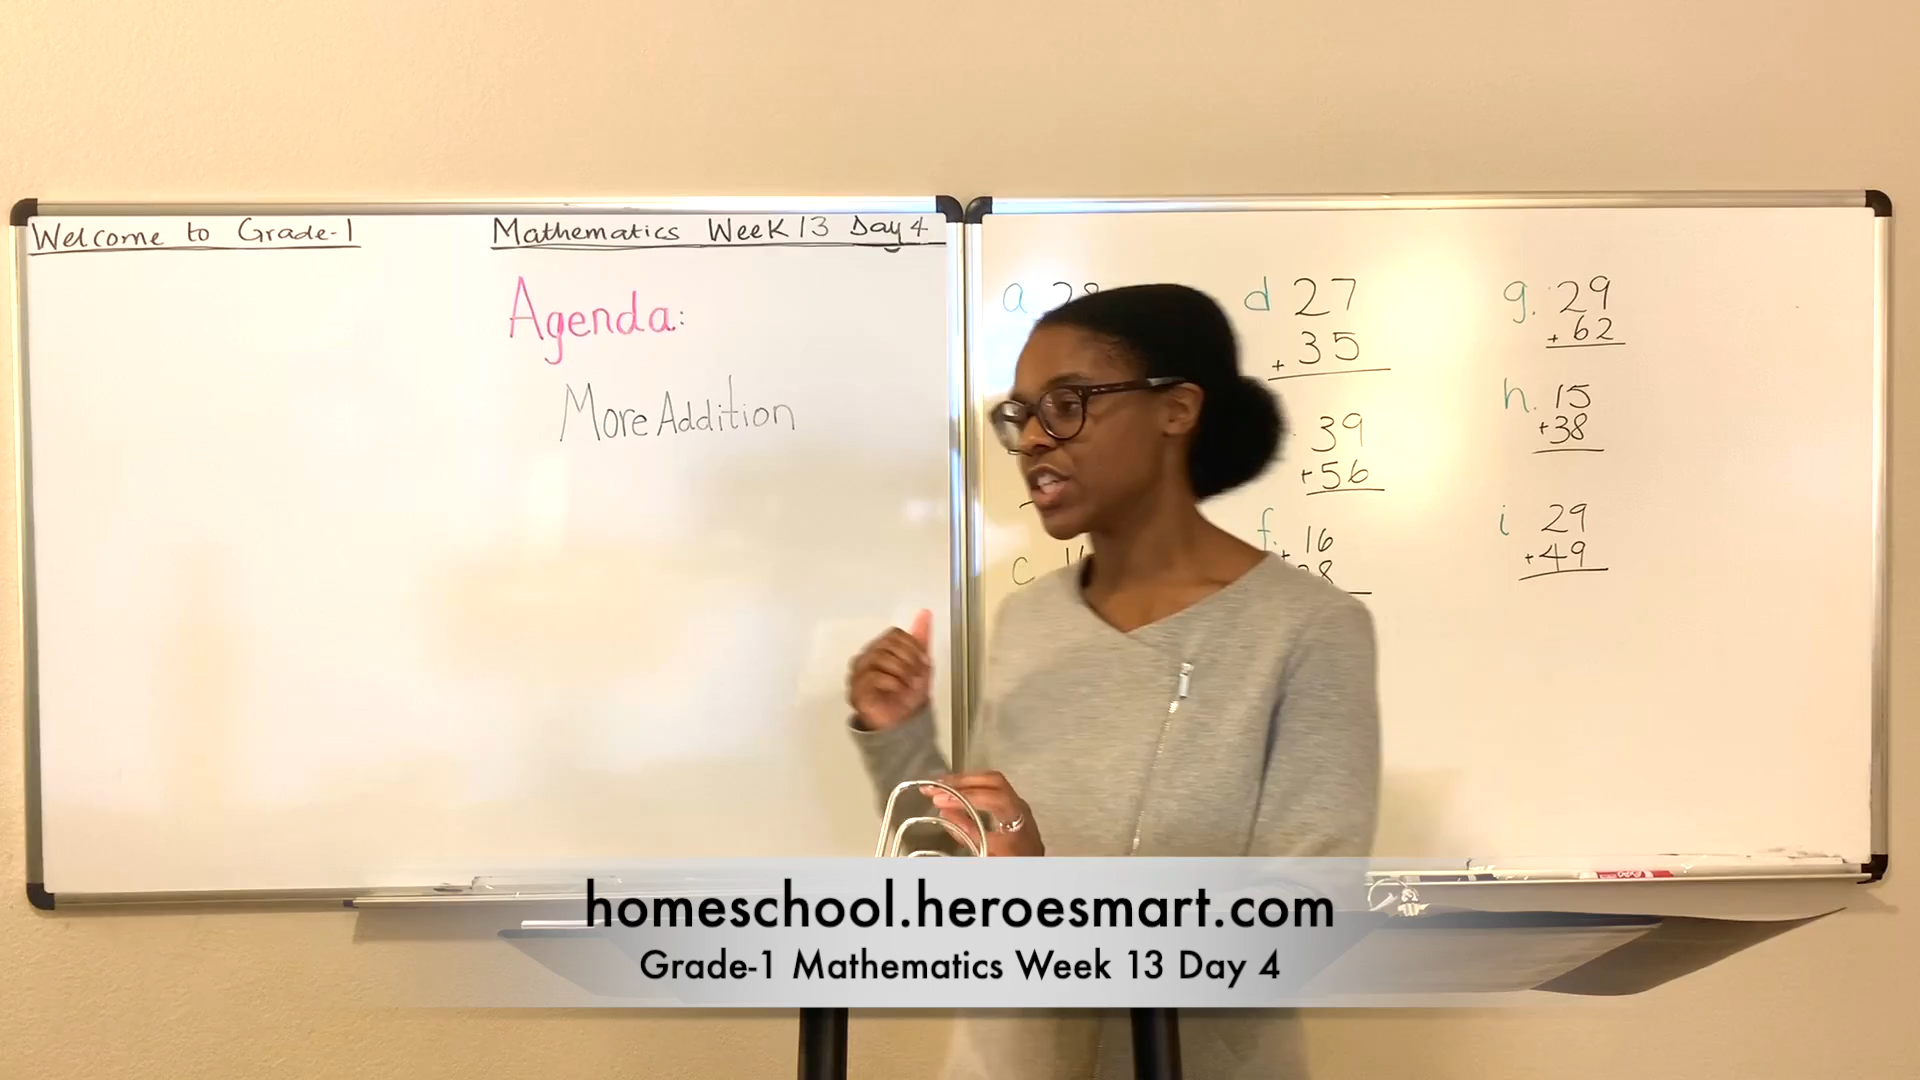 Welcome to Grade-1
Mathematics Week 13 Day 4
Agenda:
More Addition
a
c
d 27
+ 35
39
+56
f. 16
+
g. 29
+ 62
h. 15
+38
i 29
+49
homeschool.heroesmart.com
Grade-1 Mathematics Week 13 Day 4